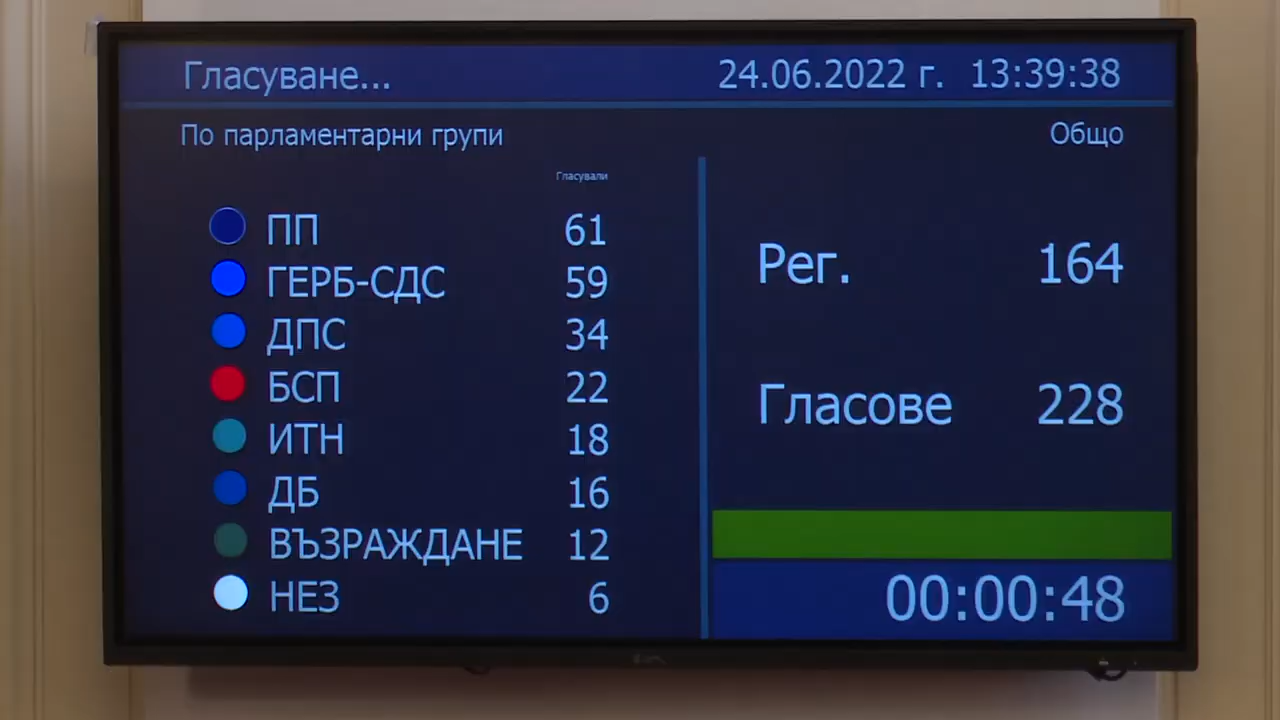 Гласуване... 24.06.2022 г. 13:39:38
По парламентарни групи Общо
Гласували
ПП 61
ГЕРБ-СДС 59
ДПС 34
БСП 22
ИТН 18
ДБ 16
ВЪЗРАЖДАНЕ 12
НЕЗ 6
Рег. 164
Гласове 228
00:00:48